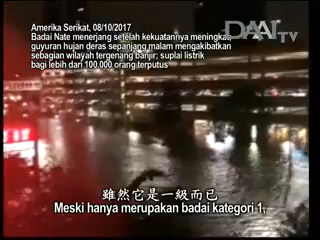 Amerika Serikat, 08/10/2017
DAAI TV
Badai Nate menerjang setelah kekuatannya meningkat,
guyuran hujan deras sepanjang malam mengakibatkan
sebagian wilayah tergenang banjir; suplai listrik
bagi lebih dari 100.000 orang terputus
雖然它是一級而已
Meski hanya merupakan badai kategori 1,